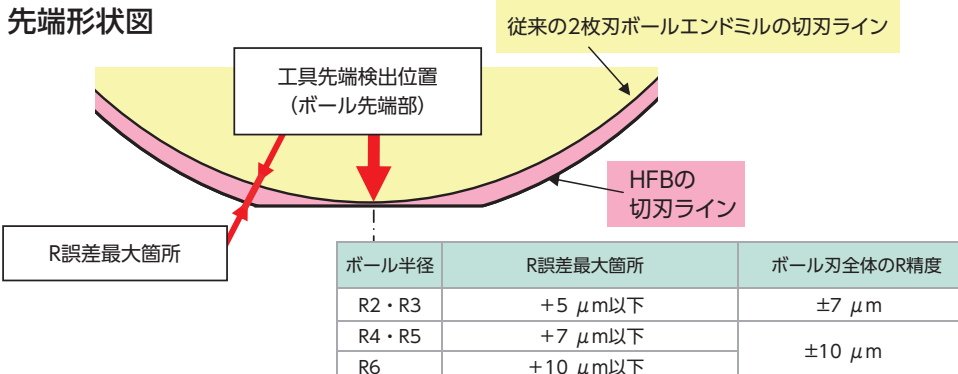 先端形状図
従来の2枚刃ボールエンドミルの切刃ライン
工具先端検出位置
（ボール先端部）
HFBの
切刃ライン
R誤差最大箇所
ボール半径 R誤差最大箇所 ボール刃全体のR精度
R2・R3 +5 μm以下 ±7 μm
R4・R5 +7 μm以下 ±10 μm
R6 +10 μm以下